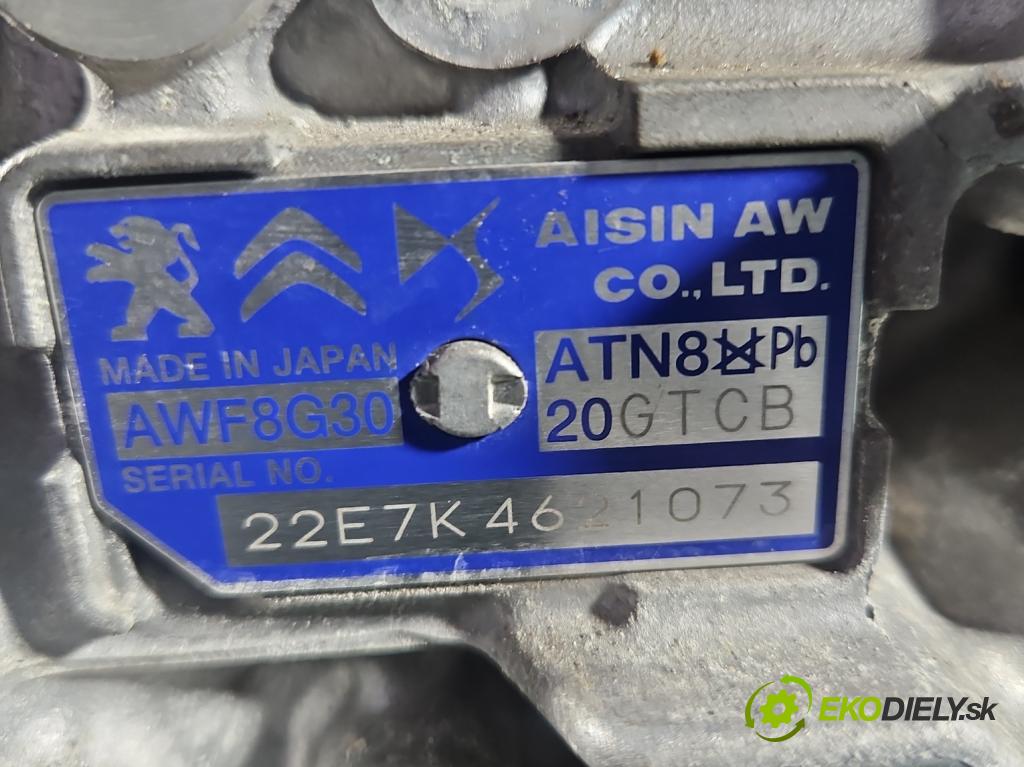 AISIN AW
CO.,LTD.
MADE IN JAPAN
ATN8 Pb
AWF8G30
20GTCB
SERIAL NO.
22E7K4621073
EKODIELY.sk